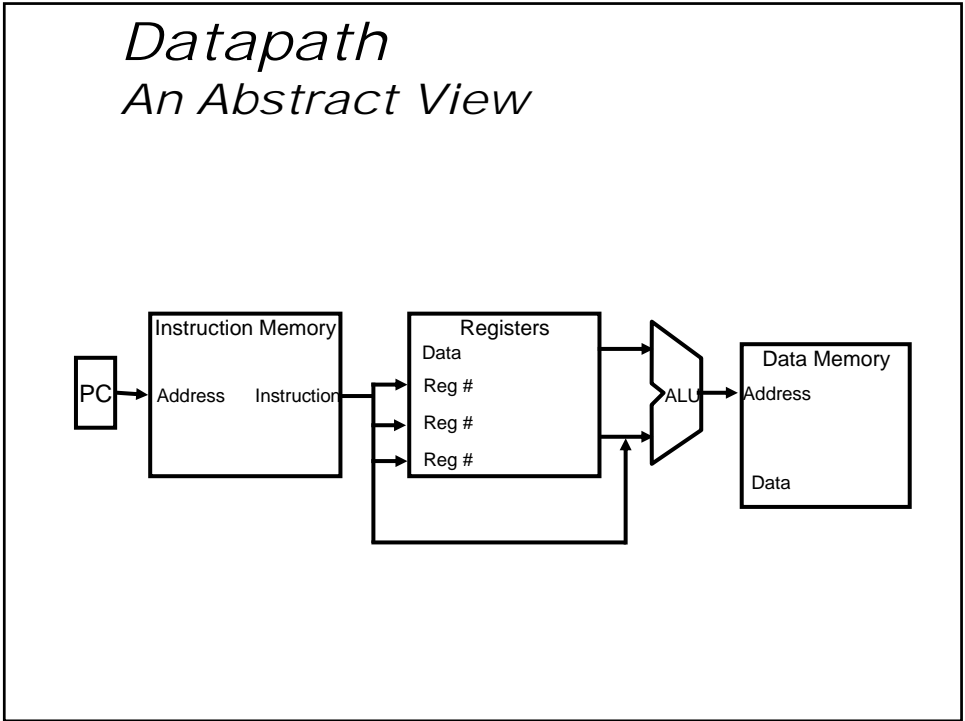 Datapath
An Abstract View
PC
Instruction Memory
Address Instruction
Registers
Data
Reg #
Reg #
Reg #
ALU
Data Memory
Address
Data